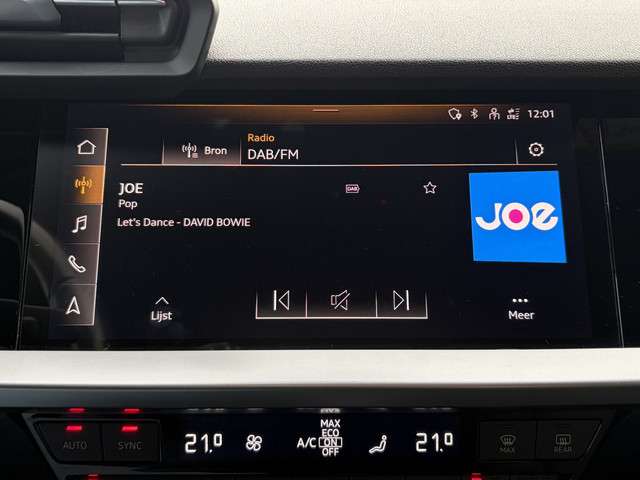 12:01
Radio
Bron
DAB/FM
JOE
DAB
Pop
Let's Dance - DAVID BOWIE
JOe
Lijst
Meer
AUTO
SYNC
21.0
A/C
MAX
ECO
ON
OFF
21.0
MAX
REAR